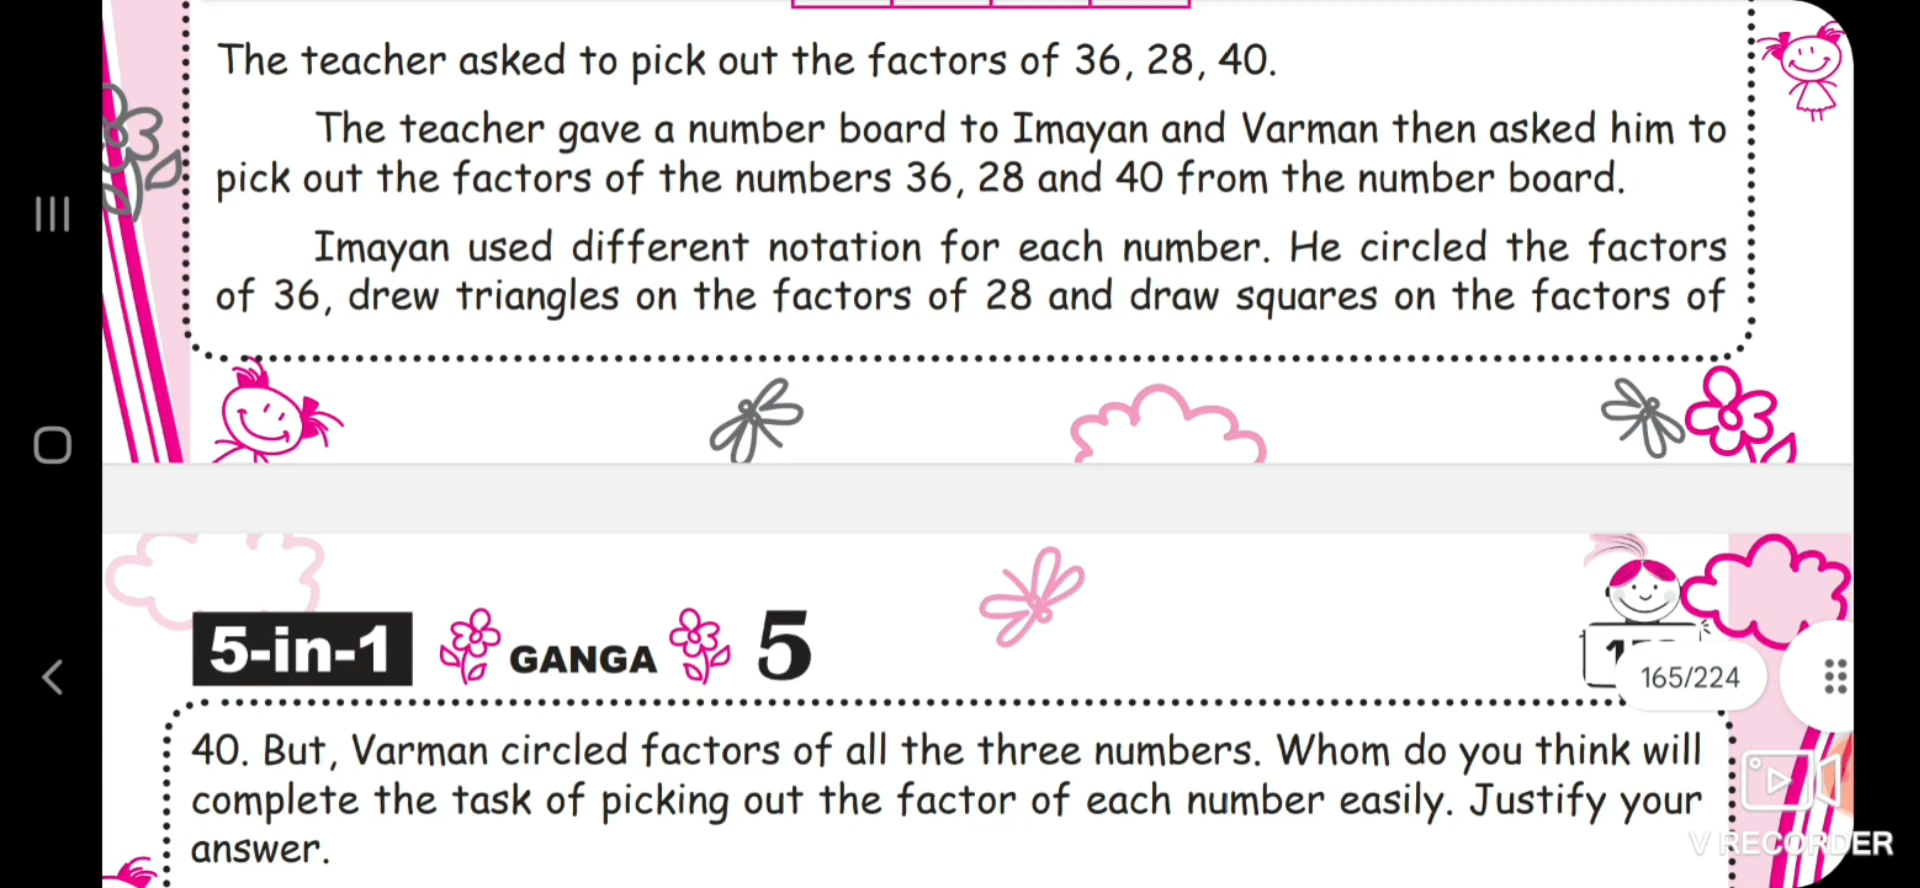 The teacher asked to pick out the factors of 36, 28, 40.
The teacher gave a number board to Imayan and Varman then asked him to
pick out the factors of the numbers 36, 28 and 40 from the number board.
Imayan used different notation for each number. He circled the factors
of 36, drew triangles on the factors of 28 and draw squares on the factors of
5-in-1 GANGA 5
165/224
40. But, Varman circled factors of all the three numbers. Whom do you think will
complete the task of picking out the factor of each number easily. Justify your
answer.
V RECORDER